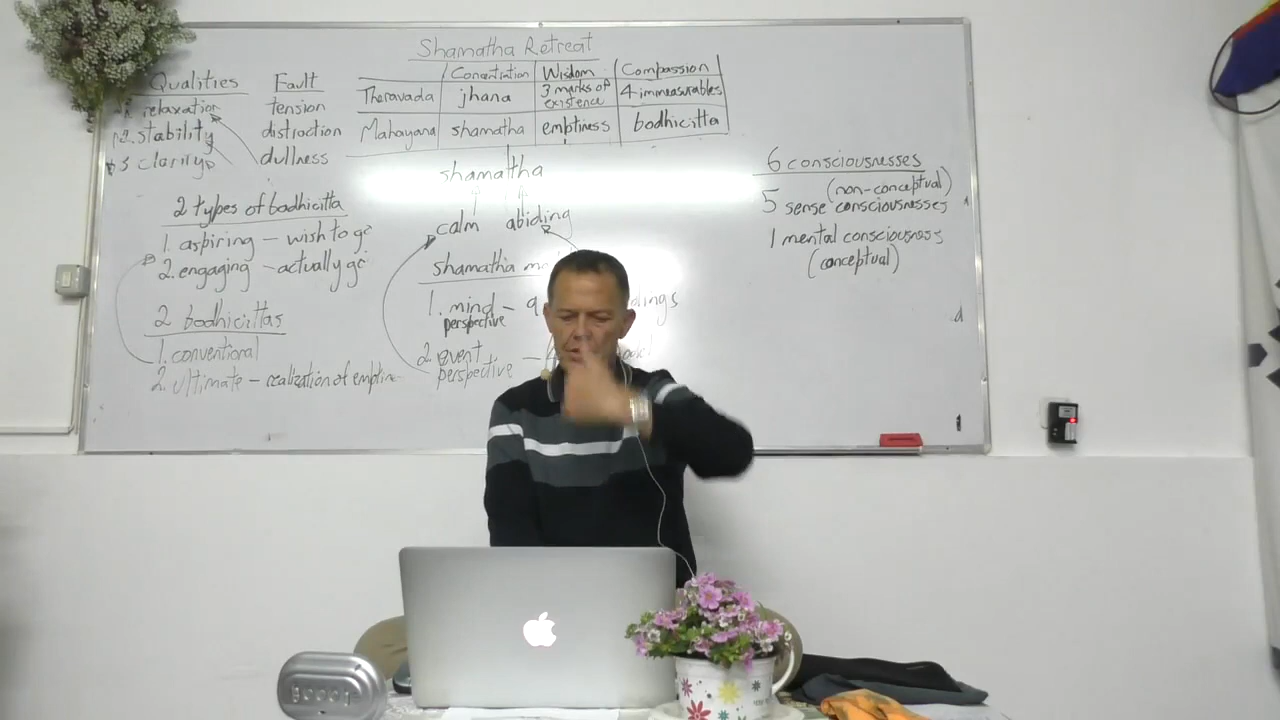 Shamatha Retreat
Qualities Fault
1. relaxation tension
2. stability distraction
3 clarity dullness
Concentration Wisdom Compassion
Theravada jhana 3 marks of existence 4 immeasurables
Mahayana shamatha emptiness bodhicitta
shamatha
calm abiding
2 types of bodhicitta
1. aspiring – wish to go
2. engaging – actually go
2 bodhicittas
1. conventional
2. ultimate – realization of
shamatha
1. mind –
perspective
2. event –
perspective
6 consciousnesses
(non-conceptual)
5 sense consciousnesses
1 mental consciousness
(conceptual)